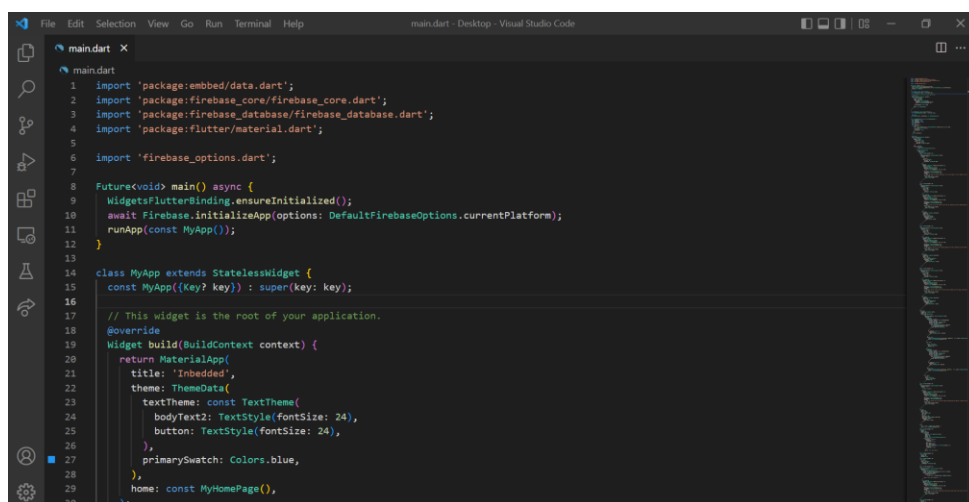 File Edit Selection View Go Run Terminal Help main.dart - Desktop - Visual Studio Code
main.dart
main.dart
1 import 'package:embbed/data.dart';
2 import 'package:firebase_core/firebase_core.dart';
3 import 'package:firebase_database/firebase_database.dart';
4 import 'package:flutter/material.dart';
5
6 import 'firebase_options.dart';
7
8 Future<void> main() async {
9 WidgetsFlutterBinding.ensureInitialized();
10 await Firebase.initializeApp(options: DefaultFirebaseOptions.currentPlatform);
11 runApp(const MyApp());
12 }
13
14 class MyApp extends StatelessWidget {
15 const MyApp({Key? key}) : super(key: key);
16
17 // This widget is the root of your application.
18 @override
19 Widget build(BuildContext context) {
20 return MaterialApp(
21 title: 'Inbedded',
22 theme: ThemeData(
23 textTheme: const TextTheme(
24 bodyText2: TextStyle(fontSize: 24),
25 button: TextStyle(fontSize: 24),
26 ),
27 primarySwatch: Colors.blue,
28 ),
29 home: const MyHomePage(),